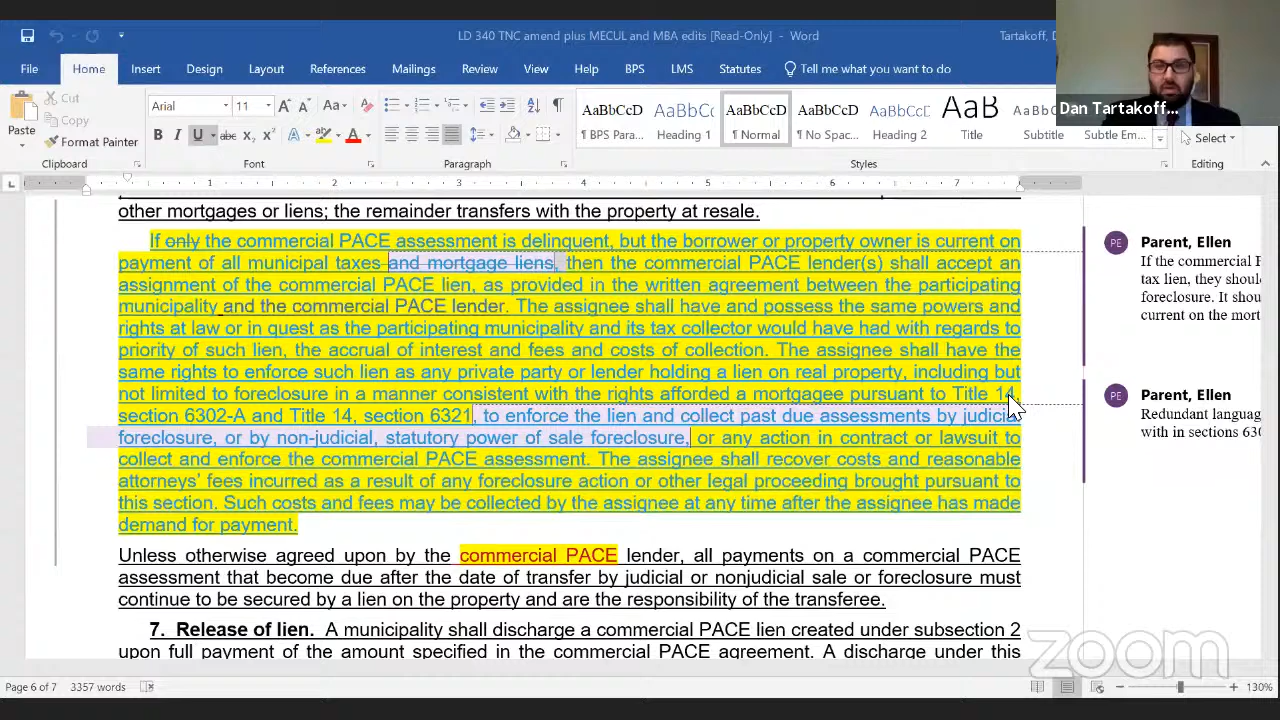 LD 340 TNC amend plus MECUL and MBA edits [Read-Only] - Word
Tartakoff, D
File Home Insert Design Layout References Mailings Review View Help BPS LMS Statutes Tell me what you want to do
Dan Tartakoff...
Paste
Cut
Copy
Format Painter
Arial 11
AaBbCcD AaBbCc AaBbCcD AaBbCcD AaBbCcD AaB
¶ BPS Para... Heading 1 ¶ Normal ¶ No Spac... Heading 2 Title Subtitle Subtle Em...
Select
Clipboard Font Paragraph Styles Editing
1 2 3 4 5 6 7
other mortgages or liens; the remainder transfers with the property at resale.
If only the commercial PACE assessment is delinquent, but the borrower or property owner is current on
payment of all municipal taxes and mortgage liens, then the commercial PACE lender(s) shall accept an
assignment of the commercial PACE lien, as provided in the written agreement between the participating
municipality and the commercial PACE lender. The assignee shall have and possess the same powers and
rights at law or in quest as the participating municipality and its tax collector would have had with regards to
priority of such lien, the accrual of interest and fees and costs of collection. The assignee shall have the
same rights to enforce such lien as any private party or lender holding a lien on real property, including but
not limited to foreclosure in a manner consistent with the rights afforded a mortgagee pursuant to Title 14
section 6302-A and Title 14, section 6321, to enforce the lien and collect past due assessments by judicial
foreclosure, or by non-judicial, statutory power of sale foreclosure, or any action in contract or lawsuit to
collect and enforce the commercial PACE assessment. The assignee shall recover costs and reasonable
attorneys' fees incurred as a result of any foreclosure action or other legal proceeding brought pursuant to
this section. Such costs and fees may be collected by the assignee at any time after the assignee has made
demand for payment.
Unless otherwise agreed upon by the commercial PACE lender, all payments on a commercial PACE
assessment that become due after the date of transfer by judicial or nonjudicial sale or foreclosure must
continue to be secured by a lien on the property and are the responsibility of the transferee.
7. Release of lien. A municipality shall discharge a commercial PACE lien created under subsection 2
upon full payment of the amount specified in the commercial PACE agreement. A discharge under this
PE Parent, Ellen
If the commercial P
tax lien, they shoul
foreclosure. It shou
current on the mort
PE Parent, Ellen
Redundant languag
with in sections 630
zoom
Page 6 of 7 3357 words
130%